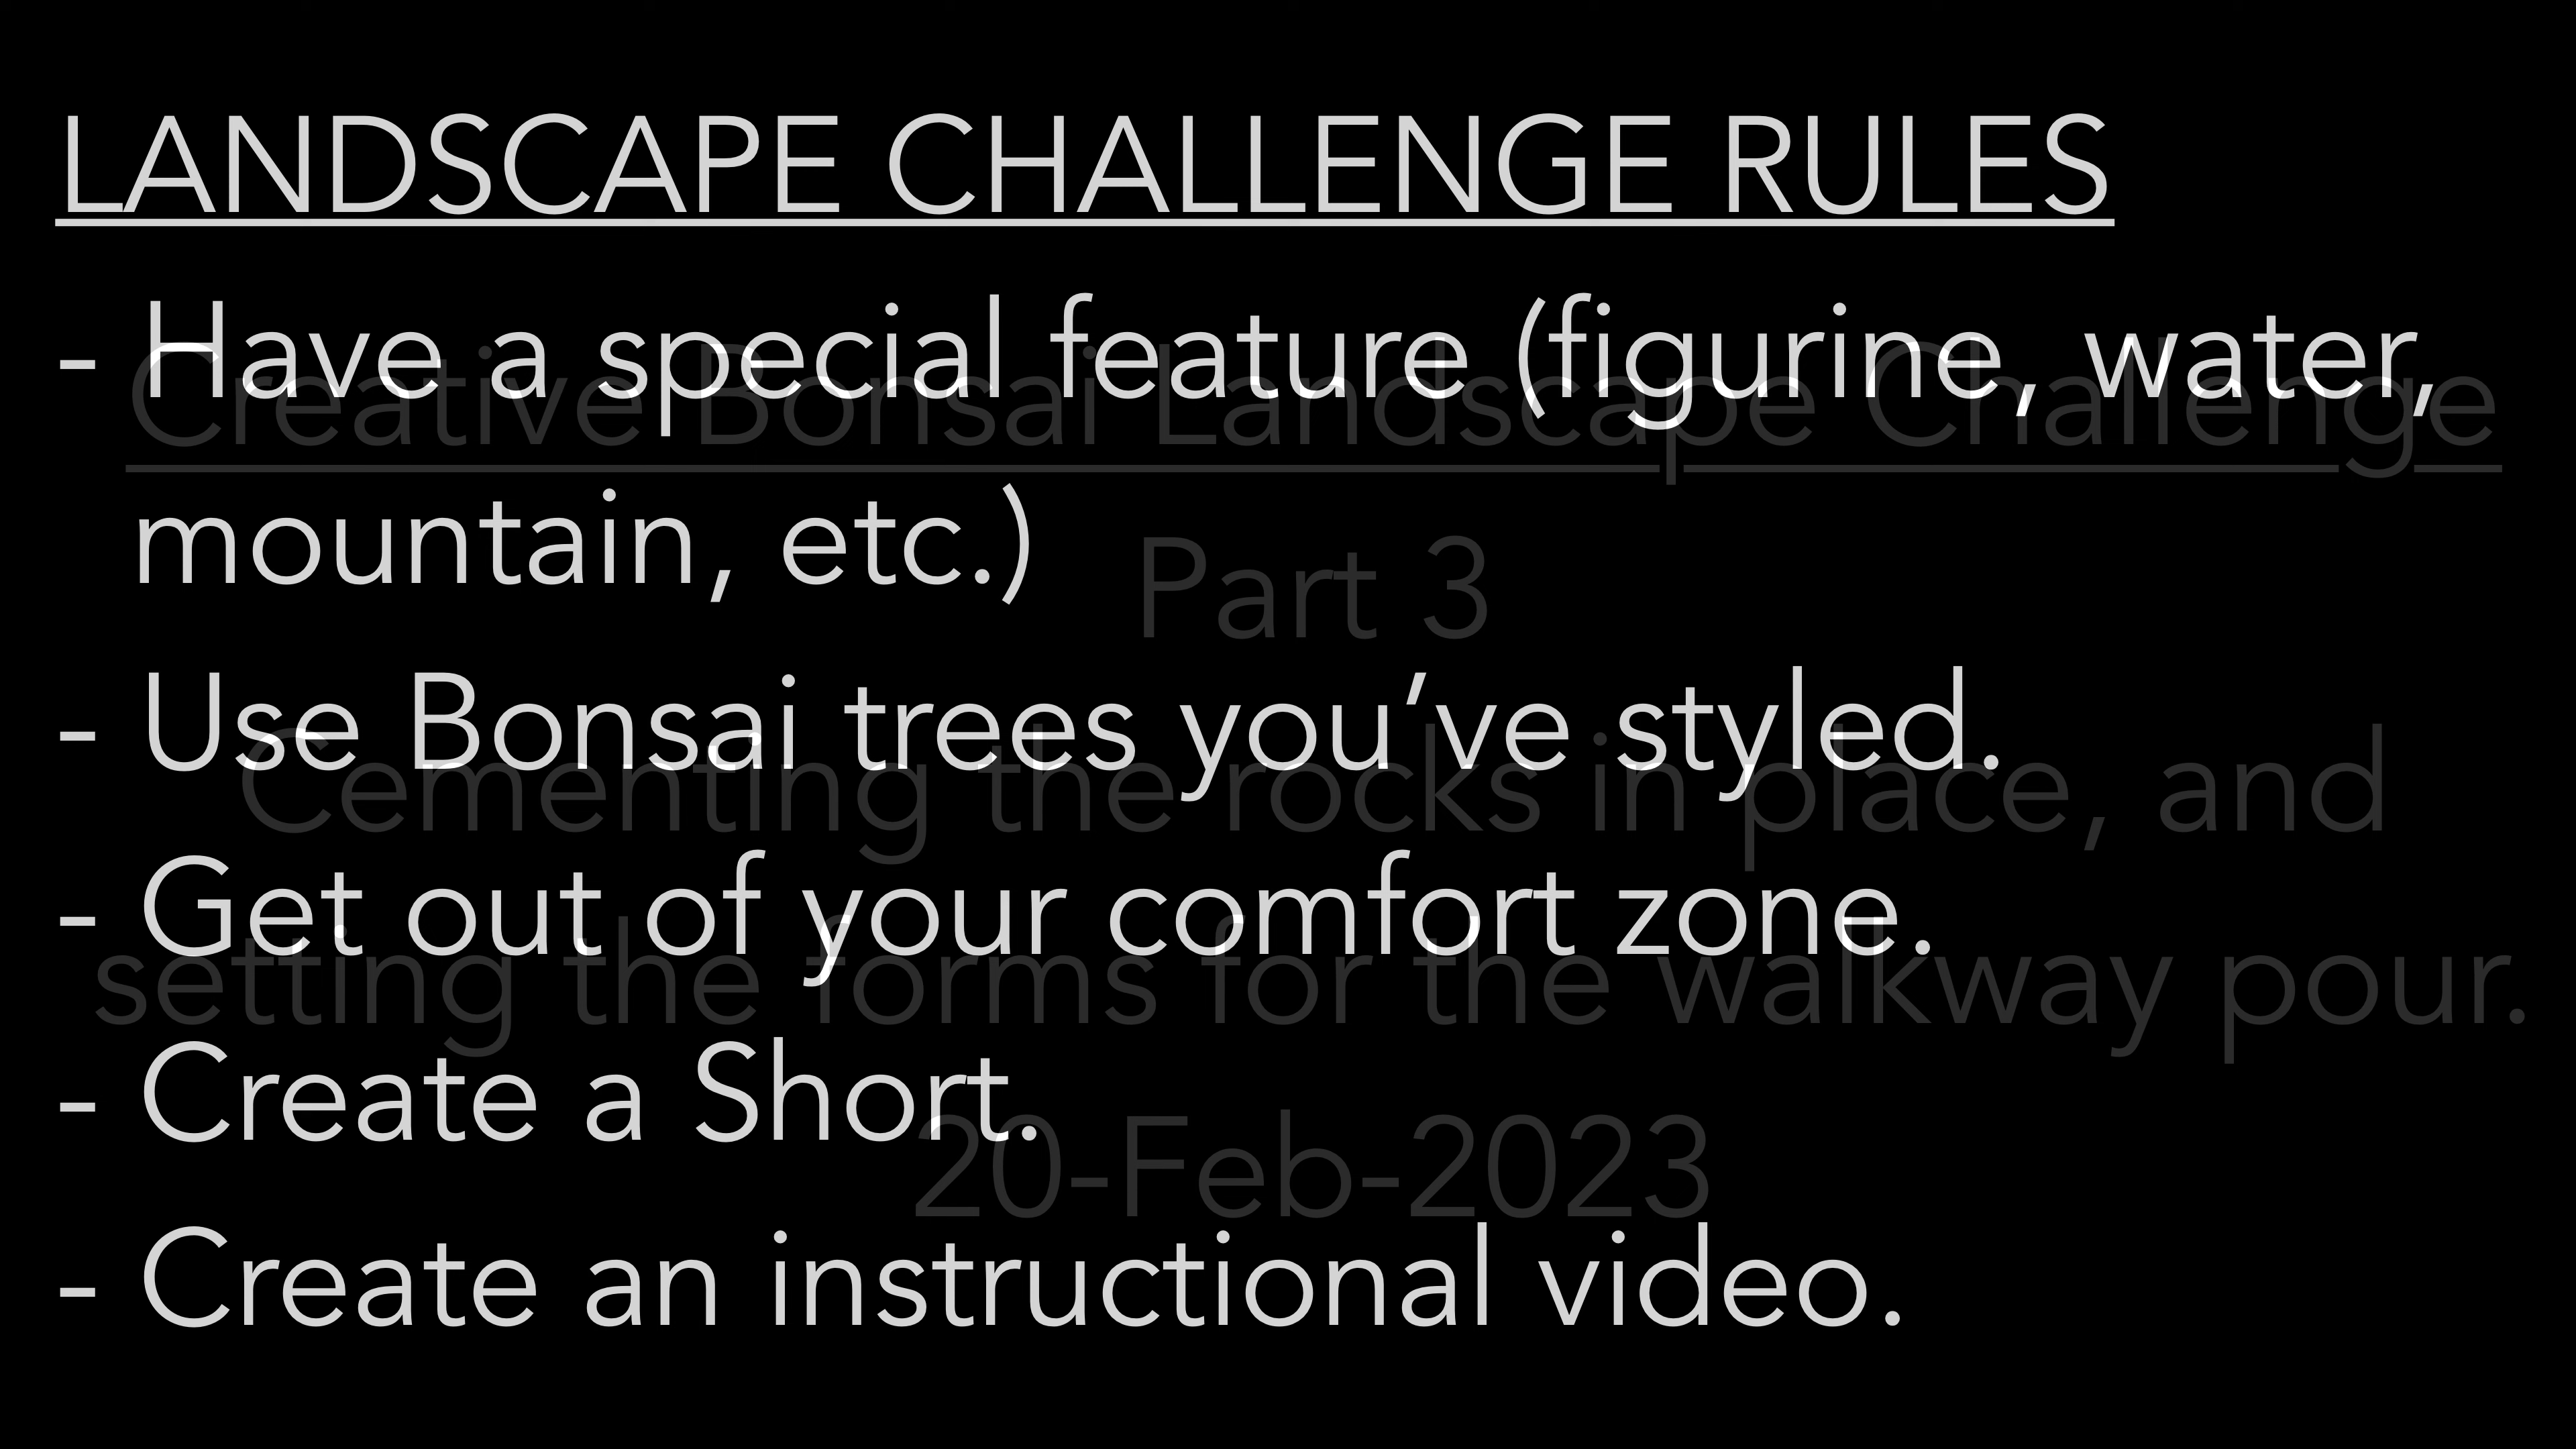 LANDSCAPE CHALLENGE RULES
- Have a special feature (figurine, water,
mountain, etc.)
- Use Bonsai trees you've styled.
- Get out of your comfort zone.
- Create a Short.
- Create an instructional video.
Creative Bonsai Landscape Challenge
Part 3
Cementing the rocks in place, and
setting the forms for the walkway pour.
20-Feb-2023